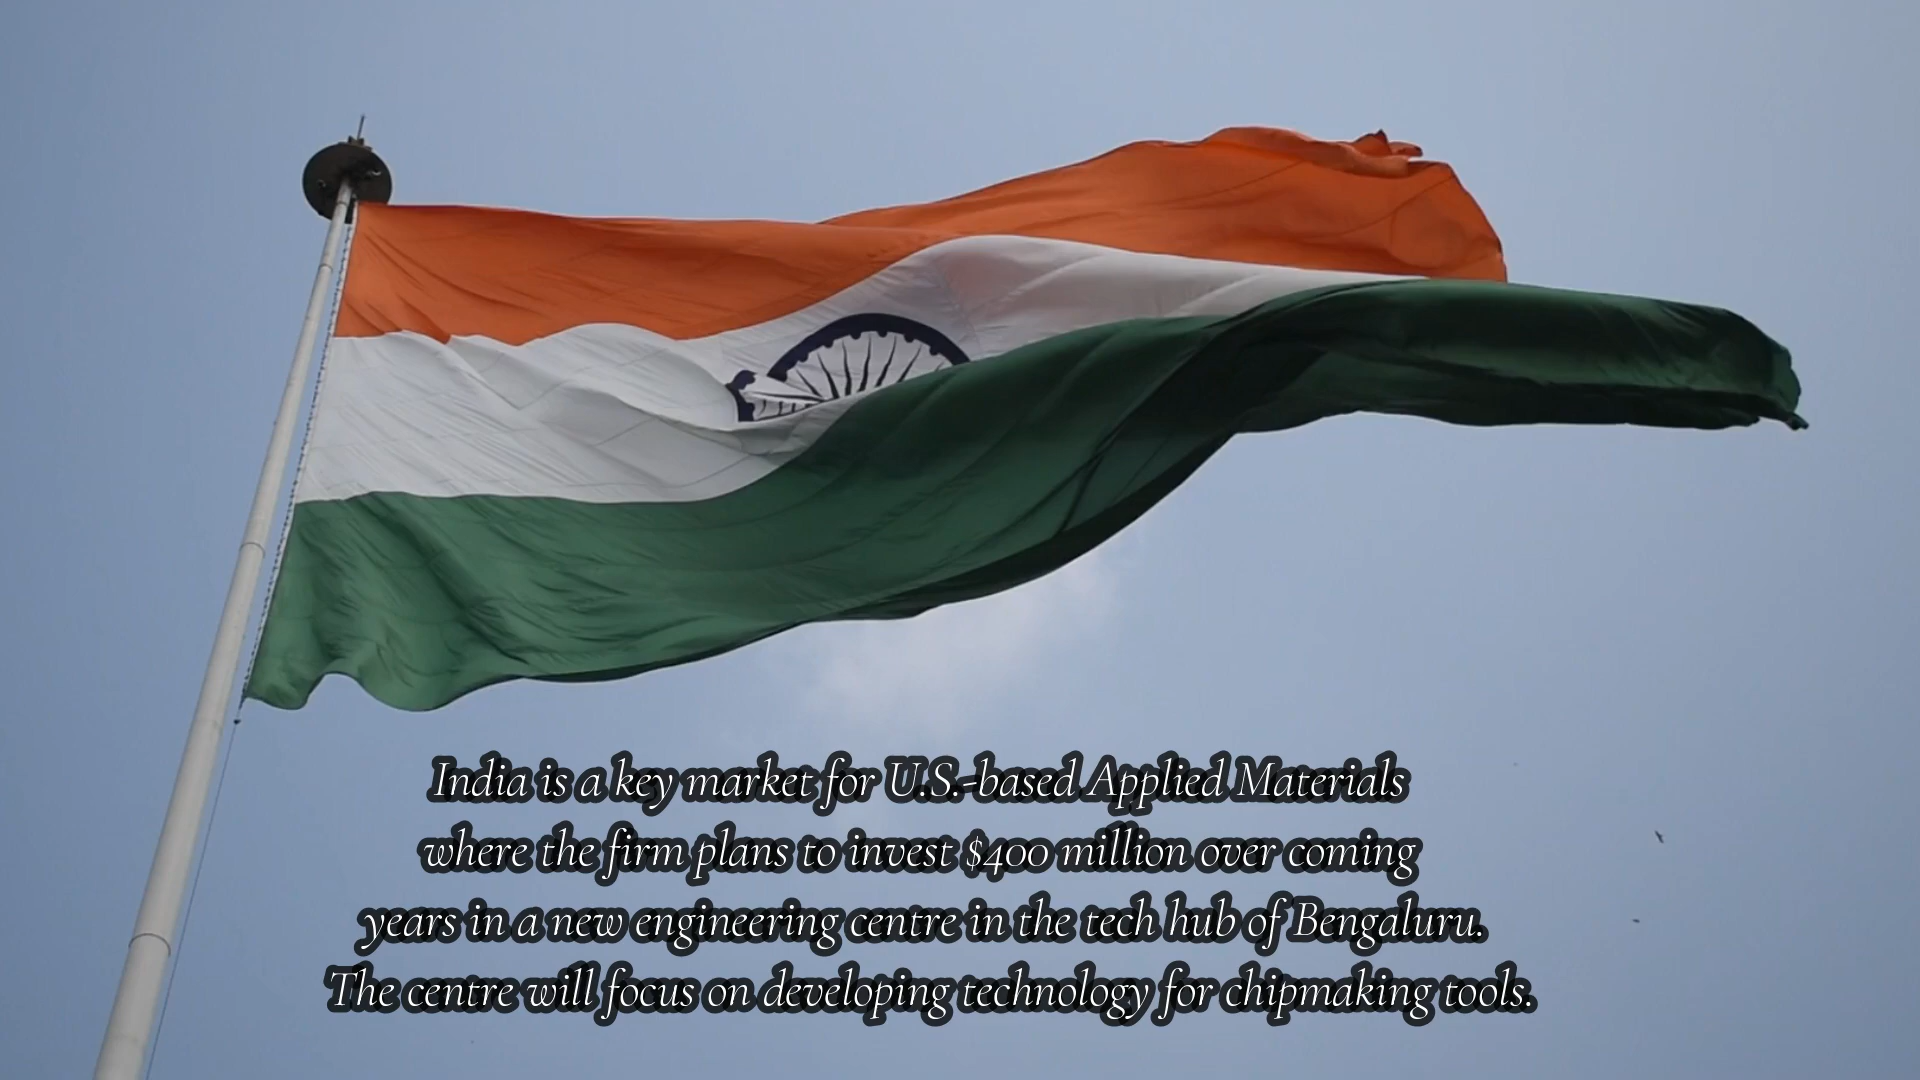 India is a key market for U.S.-based Applied Materials
where the firm plans to invest $400 million over coming
years in a new engineering centre in the tech hub of Bengaluru.
The centre will focus on developing technology for chipmaking tools.